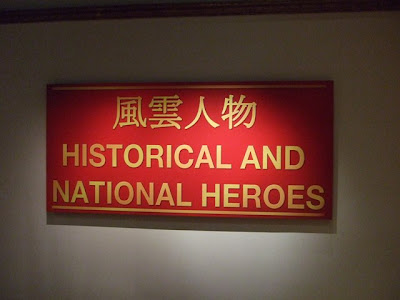 風雲人物
HISTORICAL AND
NATIONAL HEROES